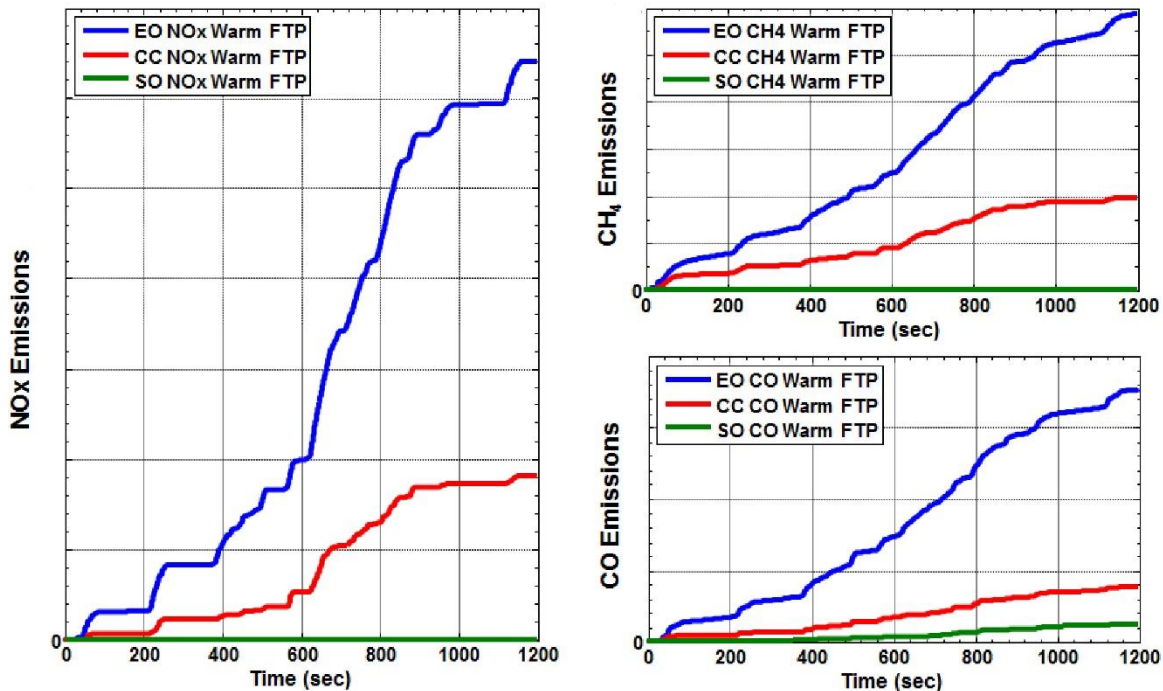 EO NOx Warm FTP
CC NOx Warm FTP
SO NOx Warm FTP
NOx Emissions
0
0 200 400 600 800 1000 1200
Time (sec)
EO CH4 Warm FTP
CC CH4 Warm FTP
SO CH4 Warm FTP
CH₄ Emissions
0
0 200 400 600 800 1000 1200
Time (sec)
EO CO Warm FTP
CC CO Warm FTP
SO CO Warm FTP
CO Emissions
0
0 200 400 600 800 1000 1200
Time (sec)